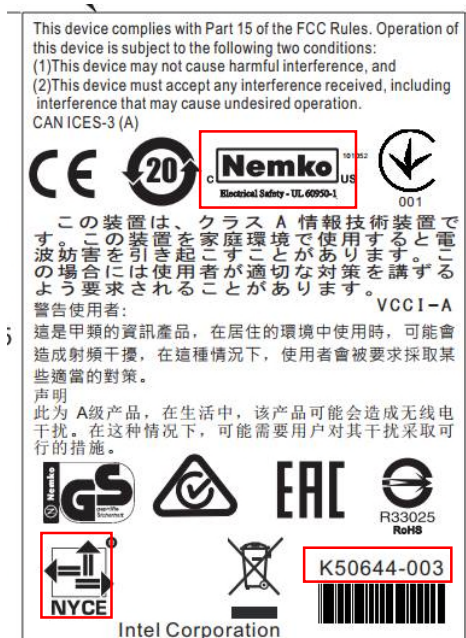 This device complies with Part 15 of the FCC Rules. Operation of
this device is subject to the following two conditions:
(1)This device may not cause harmful interference, and
(2)This device must accept any interference received, including
interference that may cause undesired operation.
CAN ICES-3 (A)
CE
20
C Nemko US
101052
Electrical Safety - UL 60950-1
001
この装置は、クラス A 情報技術装置で
す。この装置を家庭環境で使用すると電
波妨害を引き起こすことがあります。こ
の場合には使用者が適切な対策を講ずる
よう要求されることがあります。
VCCI-A
警告使用者:
這是甲類的資訊產品，在居住的環境中使用時，可能會
造成射頻干擾，在這種情況下，使用者會被要求採取某
些適當的對策。
声明
此为 A级产品，在生活中，该产品可能会造成无线电
干扰。在这种情况下，可能需要用户对其干扰采取可
行的措施。
Nemko
GS
geprüfte
Sicherheit
EAC
R33025
RoHS
NYCE
K50644-003
Intel Corporation